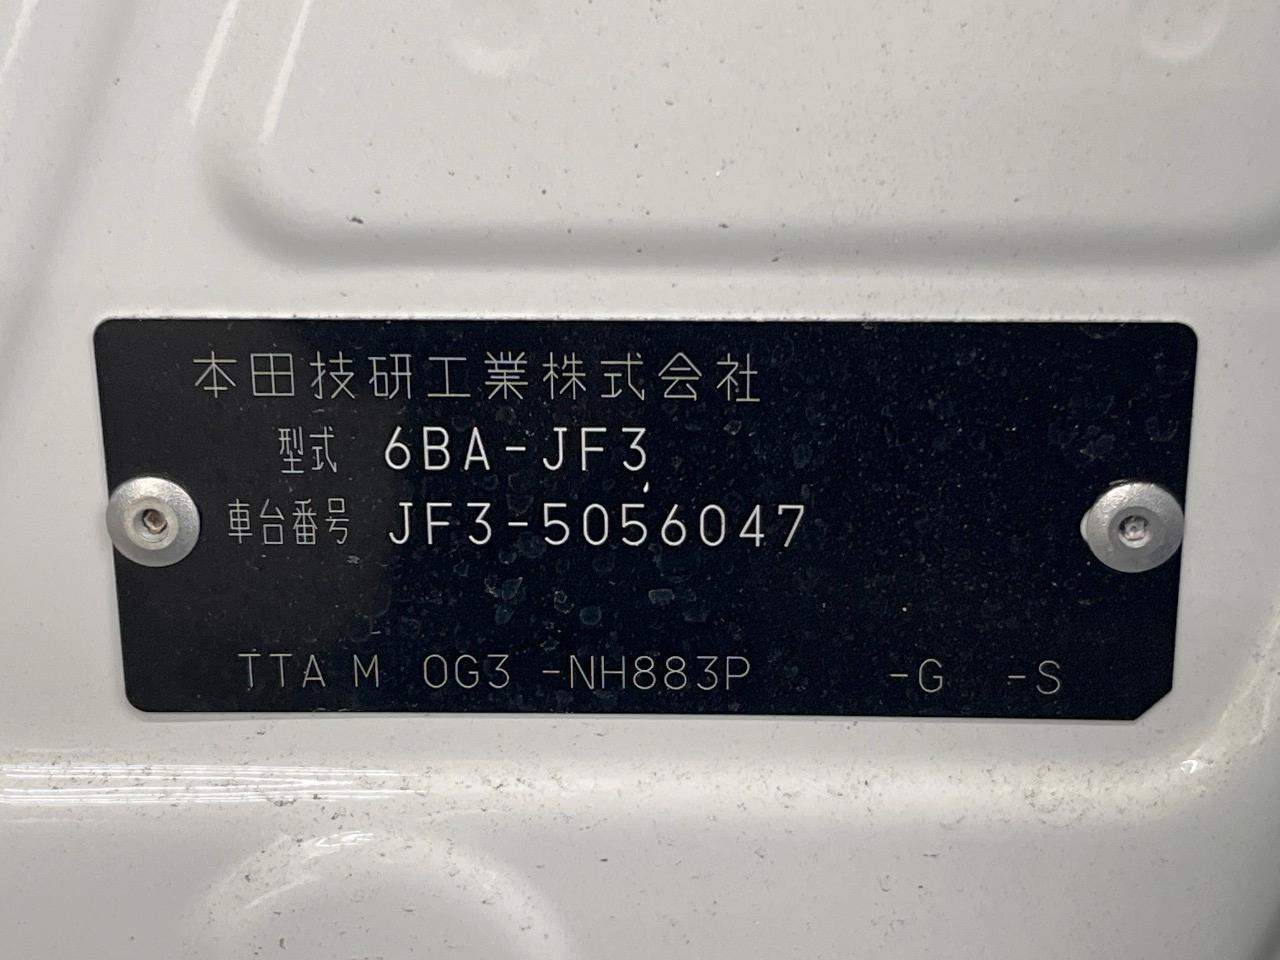 本田技研工業株式会社
型式 6BA-JF3
車台番号 JF3-5056047
TTA M 0G3 -NH883P -G -S